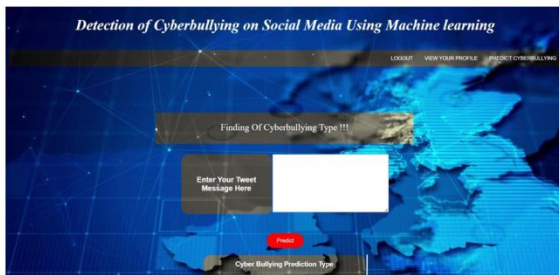 Detection of Cyberbullying on Social Media Using Machine learning
LOGOUT VIEW YOUR PROFILE PREDICT CYBERBULLYING
Finding Of Cyberbullying Type !!!
Enter Your Tweet
Message Here
Predict
Cyber Bullying Prediction Type